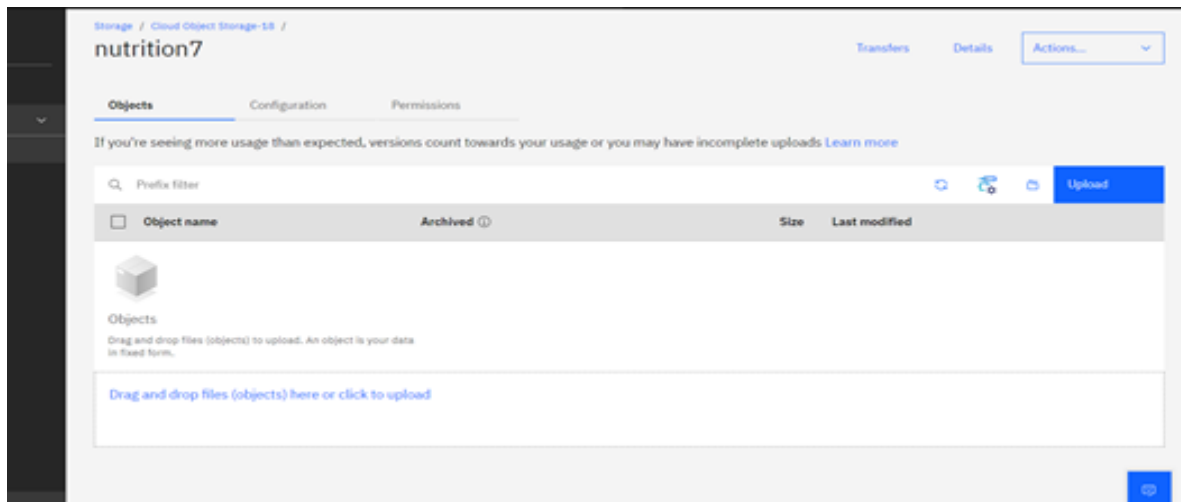 Storage / Cloud Object Storage-18 /
nutrition7
Transfers Details Actions...
Objects Configuration Permissions
If you're seeing more usage than expected, versions count towards your usage or you may have incomplete uploads Learn more
Prefix filter Upload
Object name Archived Size Last modified
Objects
Drag and drop files (objects) to upload. An object is your data
in fixed form.
Drag and drop files (objects) here or click to upload